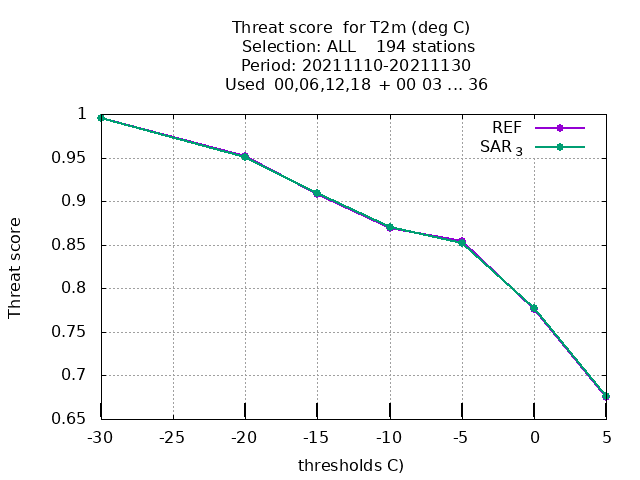 Threat score  for T2m (deg C)
Selection: ALL    194 stations
Period: 20211110-20211130
Used  00,06,12,18  + 00 03 ... 36
REF
SAR 3
1
0.95
0.9
0.85
0.8
0.75
0.7
0.65
Threat score
-30 -25 -20 -15 -10 -5 0 5
thresholds C)